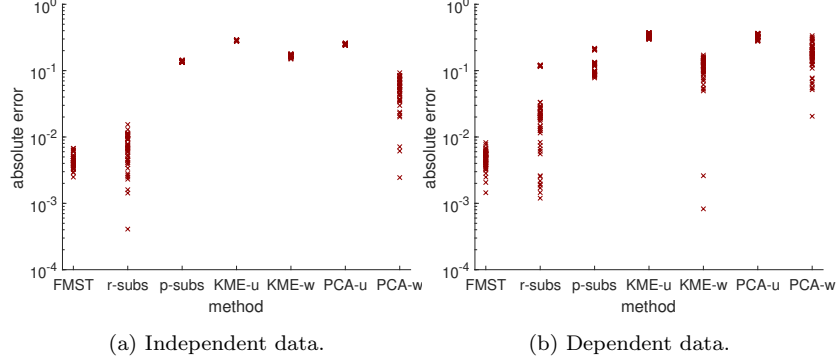 10^0
10^-1
10^-2
10^-3
10^-4
absolute error
FMST r-subs p-subs KME-u KME-w PCA-u PCA-w
method
(a) Independent data.
10^0
10^-1
10^-2
10^-3
10^-4
absolute error
FMST r-subs p-subs KME-u KME-w PCA-u PCA-w
method
(b) Dependent data.